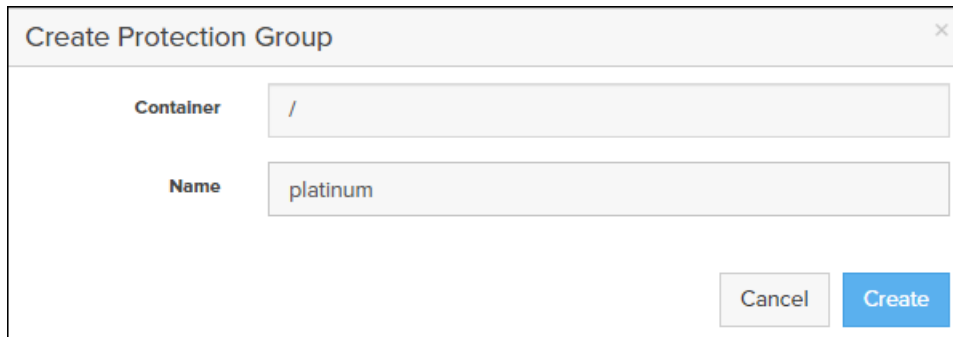 Create Protection Group
×
Container
/
Name
platinum
Cancel
Create